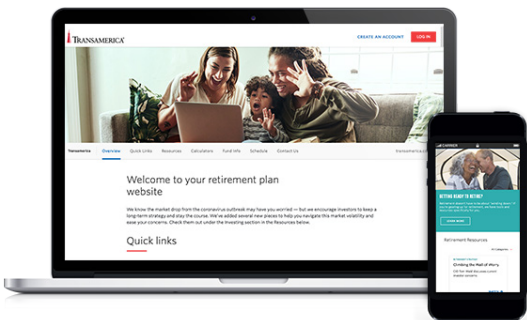 TRANSAMERICA®
CREATE AN ACCOUNT
LOG IN
Transamerica Overview Quick Links Resources Calculators Fund Info Schedule Contact Us
Welcome to your retirement plan
website
We know the market drop from the coronavirus outbreak may have you worried — but we encourage investors to keep a
long-term strategy and stay the course. We've added several new pieces to help you navigate this market volatility and
ease your concerns. Check them out under the Investing section in the Resources below.
Quick links
CARRIER
GETTING READY TO RETIRE?
Retirement Resources
Climbing the Wall of Worry